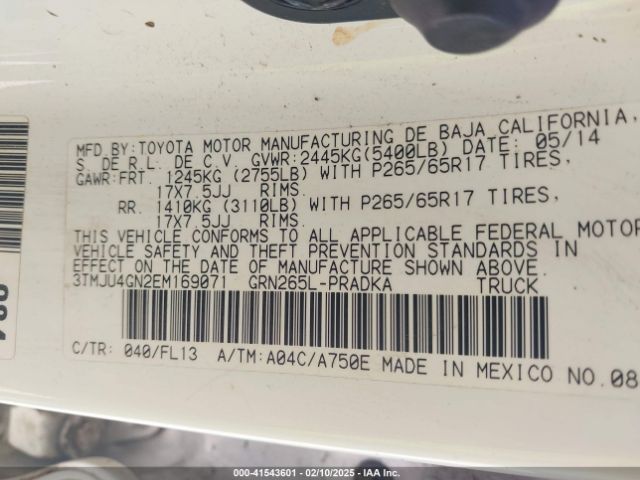 MFD.BY:TOYOTA MOTOR MANUFACTURING DE BAJA CALIFORNIA,
S. DE R.L. DE C.V. GVWR:2445KG(5400LB) DATE: 05/14
GAWR:FRT. 1245KG (2755LB) WITH P265/65R17 TIRES,
17X7.5JJ RIMS.
RR. 1410KG (3110LB) WITH P265/65R17 TIRES,
17X7.5JJ RIMS.
THIS VEHICLE CONFORMS TO ALL APPLICABLE FEDERAL MOTOR
VEHICLE SAFETY AND THEFT PREVENTION STANDARDS IN
EFFECT ON THE DATE OF MANUFACTURE SHOWN ABOVE.
3TMJU4GN2EM169071 GRN265L-PRADKA TRUCK
C/TR: 040/FL13 A/TM:A04C/A750E MADE IN MEXICO NO.08
000-41543601 - 02/10/2025 - IAA Inc.